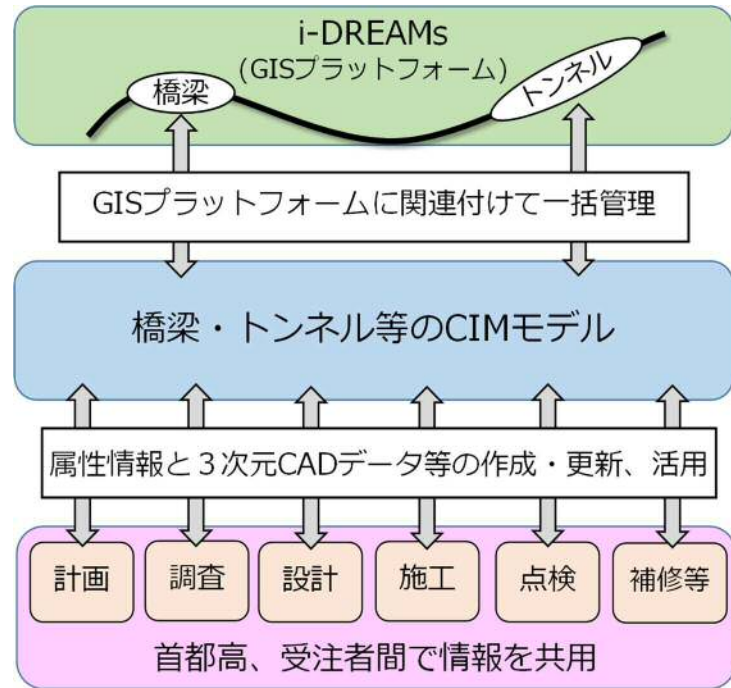 i-DREAMs
(GISプラットフォーム)
橋梁
トンネル
GISプラットフォームに関連付けて一括管理
橋梁・トンネル等のCIMモデル
属性情報と３次元CADデータ等の作成・更新、活用
計画
調査
設計
施工
点検
補修等
首都高、受注者間で情報を共用